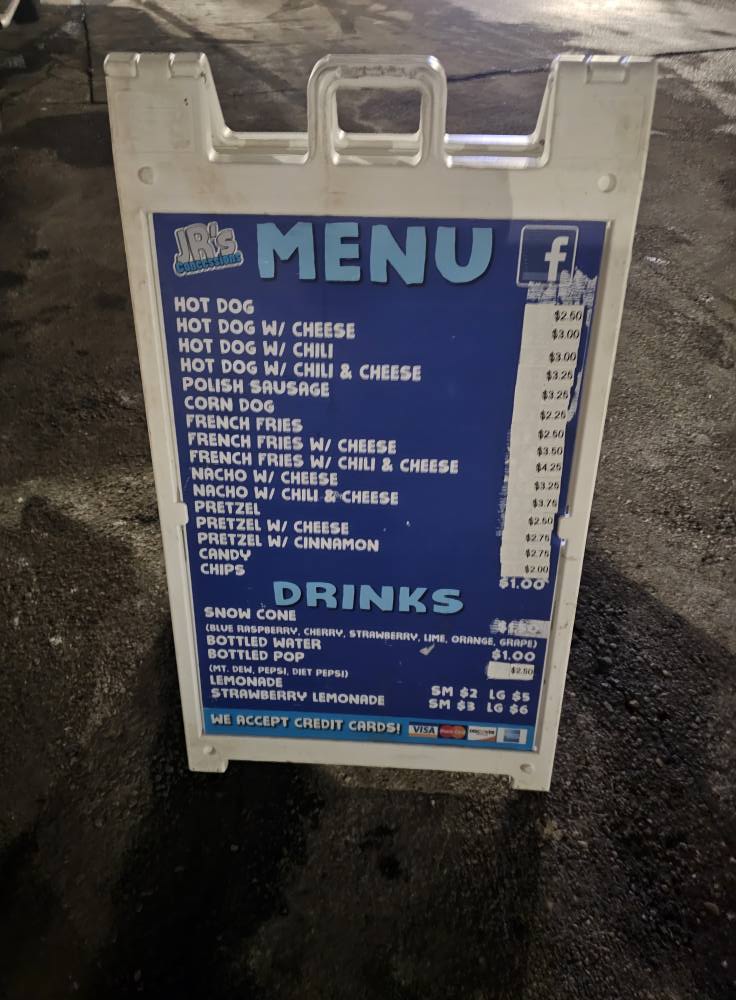 JR's Concessions MENU f
HOT DOG $2.50
HOT DOG W/ CHEESE $3.00
HOT DOG W/ CHILI $3.00
HOT DOG W/ CHILI & CHEESE $3.25
POLISH SAUSAGE $3.25
CORN DOG $2.25
FRENCH FRIES $2.50
FRENCH FRIES W/ CHEESE $3.50
FRENCH FRIES W/ CHILI & CHEESE $4.25
NACHO W/ CHEESE $3.25
NACHO W/ CHILI & CHEESE $3.75
PRETZEL $2.50
PRETZEL W/ CHEESE $2.75
PRETZEL W/ CINNAMON $2.75
CANDY $2.00
CHIPS $1.00
DRINKS
SNOW CONE
(BLUE RASPBERRY, CHERRY, STRAWBERRY, LIME, ORANGE, GRAPE)
BOTTLED WATER $1.00
BOTTLED POP $2.50
(MT. DEW, PEPSI, DIET PEPSI)
LEMONADE SM $2 LG $5
STRAWBERRY LEMONADE SM $3 LG $6
WE ACCEPT CREDIT CARDS! VISA MasterCard DISCOVER